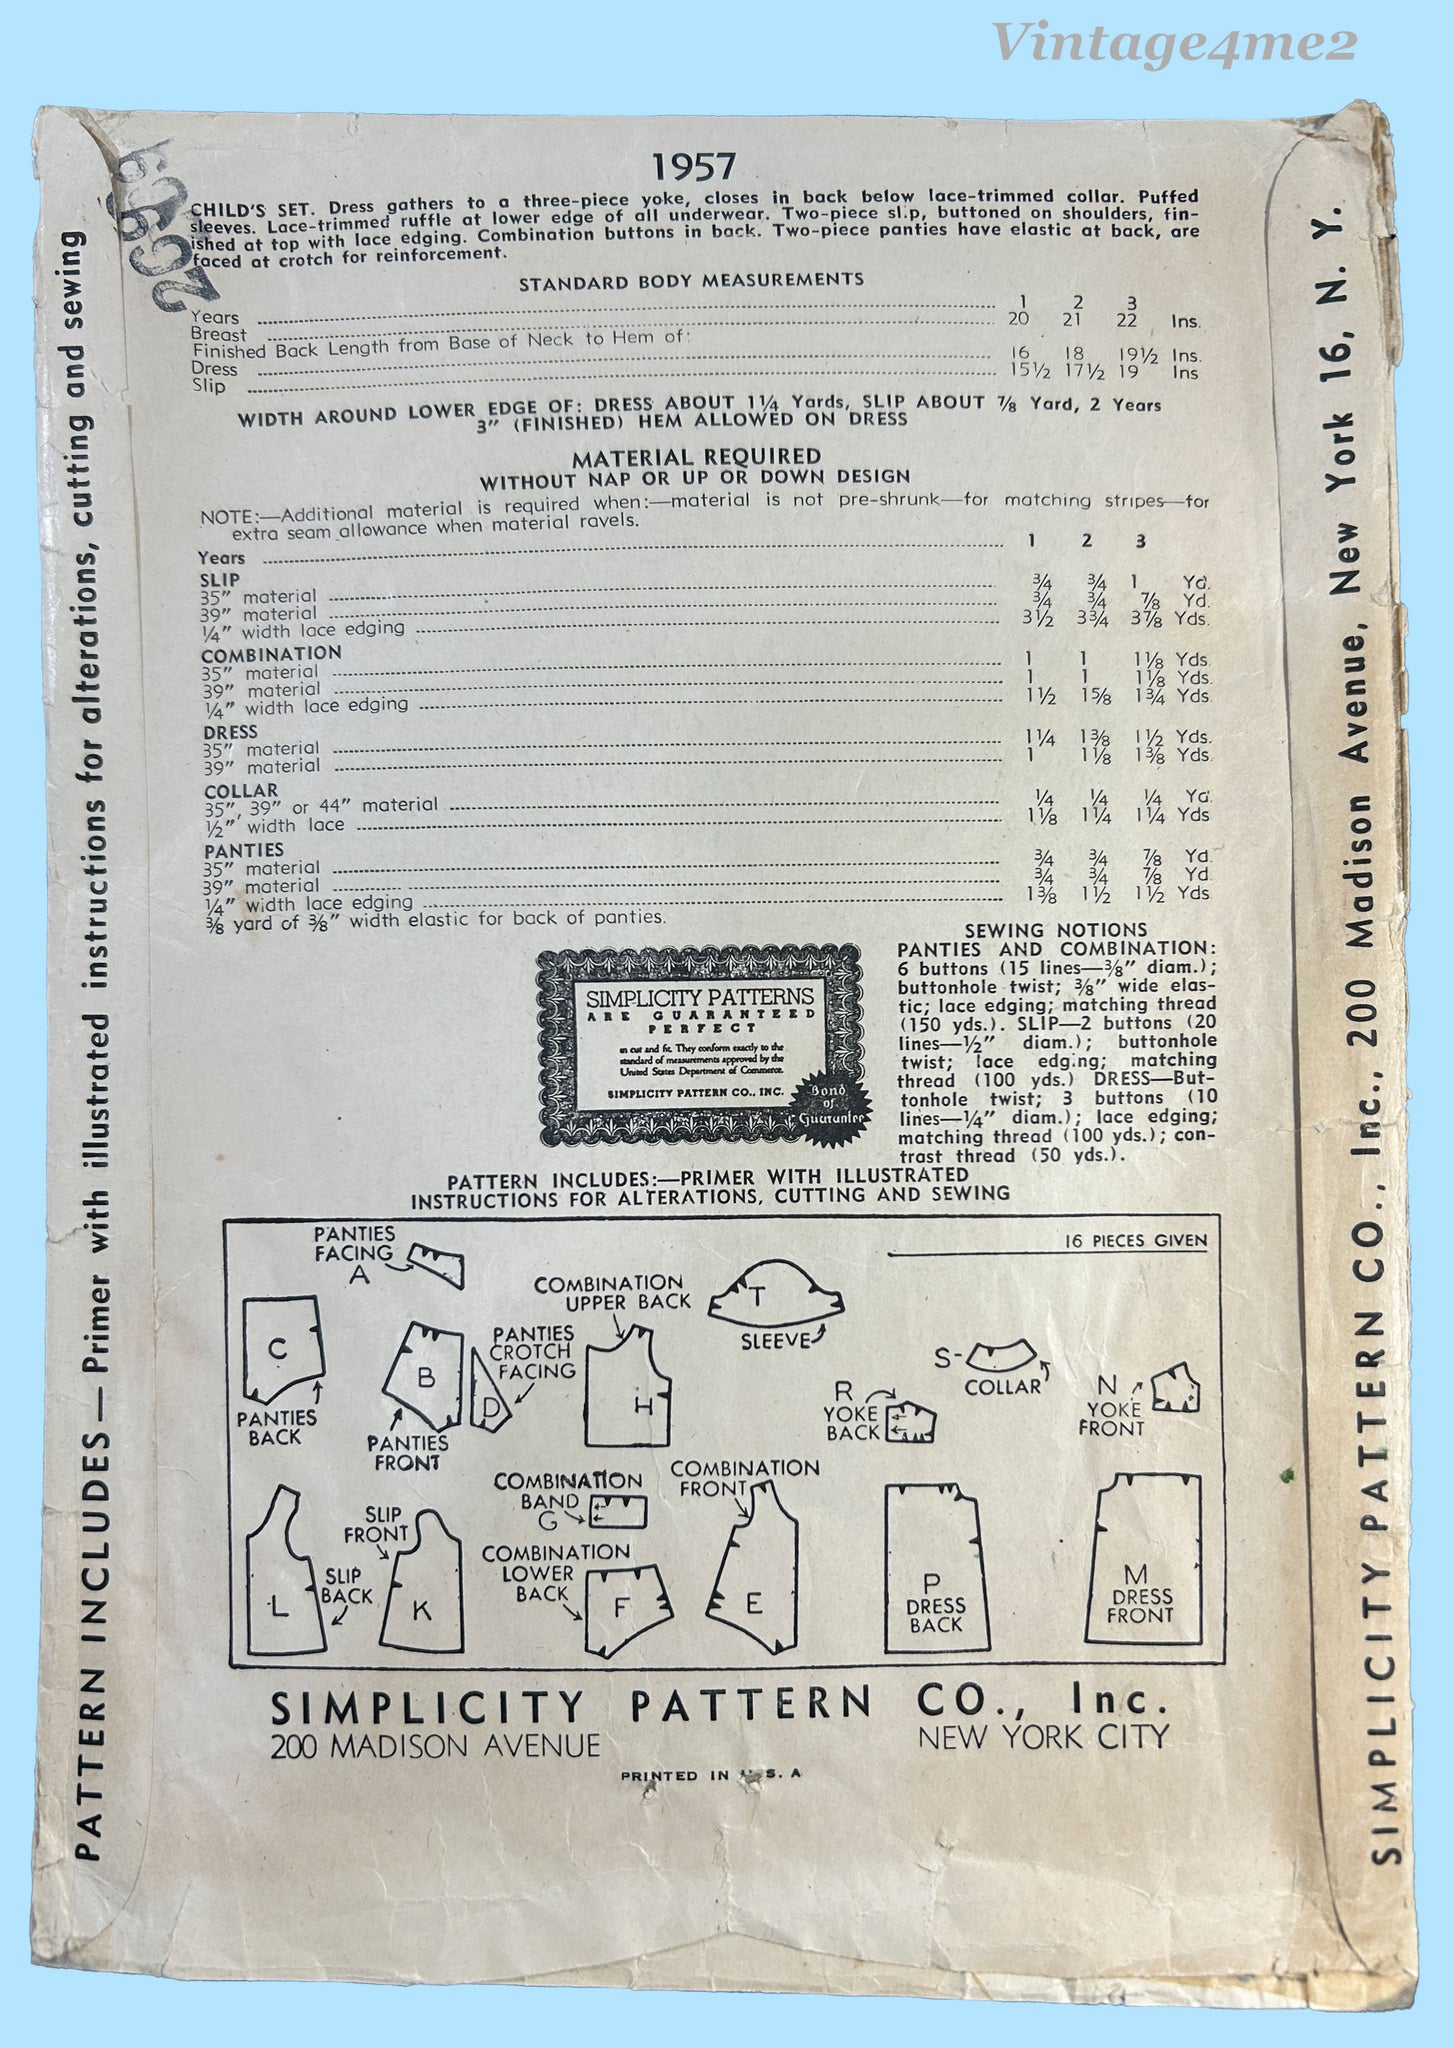 Vintage4me2
1957
CHILD'S SET. Dress gathers to a three-piece yoke, closes in back below lace-trimmed collar. Puffed
sleeves. Lace-trimmed ruffle at lower edge of all underwear. Two-piece slip, buttoned on shoulders, fin-
ished at top with lace edging. Combination buttons in back. Two-piece panties have elastic at back, are
faced at crotch for reinforcement.
STANDARD BODY MEASUREMENTS
Years 1 2 3
Breast 20 21 22 Ins.
Finished Back Length from Base of Neck to Hem of:
Dress 16 18 19½ Ins.
Slip 15½ 17½ 19 Ins
WIDTH AROUND LOWER EDGE OF: DRESS ABOUT 1¼ Yards, SLIP ABOUT ⅞ Yard, 2 Years
3" (FINISHED) HEM ALLOWED ON DRESS
MATERIAL REQUIRED
WITHOUT NAP OR UP OR DOWN DESIGN
NOTE:—Additional material is required when:—material is not pre-shrunk—for matching stripes—for
extra seam allowance when material ravels.
Years 1 2 3
SLIP
35" material ¾ ¾ 1 Yd.
39" material ¾ ¾ ⅞ Yd.
¼" width lace edging 3½ 3¾ 3⅞ Yds.
COMBINATION
35" material 1 1 1⅛ Yds.
39" material 1 1 1⅛ Yds.
¼" width lace edging 1½ 1⅝ 1¾ Yds.
DRESS
35" material 1¼ 1⅜ 1½ Yds.
39" material 1 1⅛ 1⅜ Yds.
COLLAR
35", 39" or 44" material ¼ ¼ ¼ Yd.
½" width lace 1⅛ 1¼ 1¼ Yds
PANTIES
35" material ¾ ¾ ⅞ Yd.
39" material ¾ ¾ ⅞ Yd.
¼" width lace edging 1⅜ 1½ 1½ Yds.
⅜ yard of ⅜" width elastic for back of panties.
SEWING NOTIONS
PANTIES AND COMBINATION:
6 buttons (15 lines—⅜" diam.);
buttonhole twist; ⅜" wide elas-
tic; lace edging; matching thread
(150 yds.). SLIP—2 buttons (20
lines—½" diam.); buttonhole
twist; lace edging; matching
thread (100 yds.) DRESS—But-
tonhole twist; 3 buttons (10
lines—¼" diam.); lace edging;
matching thread (100 yds.); con-
trast thread (50 yds.).
SIMPLICITY PATTERNS
ARE GUARANTEED
PERFECT
in cut and fit. They conform exactly to the
standard of measurements approved by the
United States Department of Commerce.
SIMPLICITY PATTERN CO., INC.
Bond
of
Guarantee
PATTERN INCLUDES:—PRIMER WITH ILLUSTRATED
INSTRUCTIONS FOR ALTERATIONS, CUTTING AND SEWING
16 PIECES GIVEN
PANTIES
FACING
A
C
PANTIES
BACK
B
PANTIES
FRONT
PANTIES
CROTCH
FACING
D
COMBINATION
UPPER BACK
H
T
SLEEVE
S-
COLLAR
R
YOKE
BACK
N
YOKE
FRONT
L
SLIP
BACK
SLIP
FRONT
K
COMBINATION
BAND
G
COMBINATION
LOWER
BACK
F
COMBINATION
FRONT
E
P
DRESS
BACK
M
DRESS
FRONT
SIMPLICITY PATTERN CO., Inc.
200 MADISON AVENUE NEW YORK CITY
PRINTED IN U. S. A
PATTERN INCLUDES—Primer with illustrated instructions for alterations, cutting and sewing
SIMPLICITY PATTERN CO., Inc., 200 Madison Avenue, New York 16, N. Y.